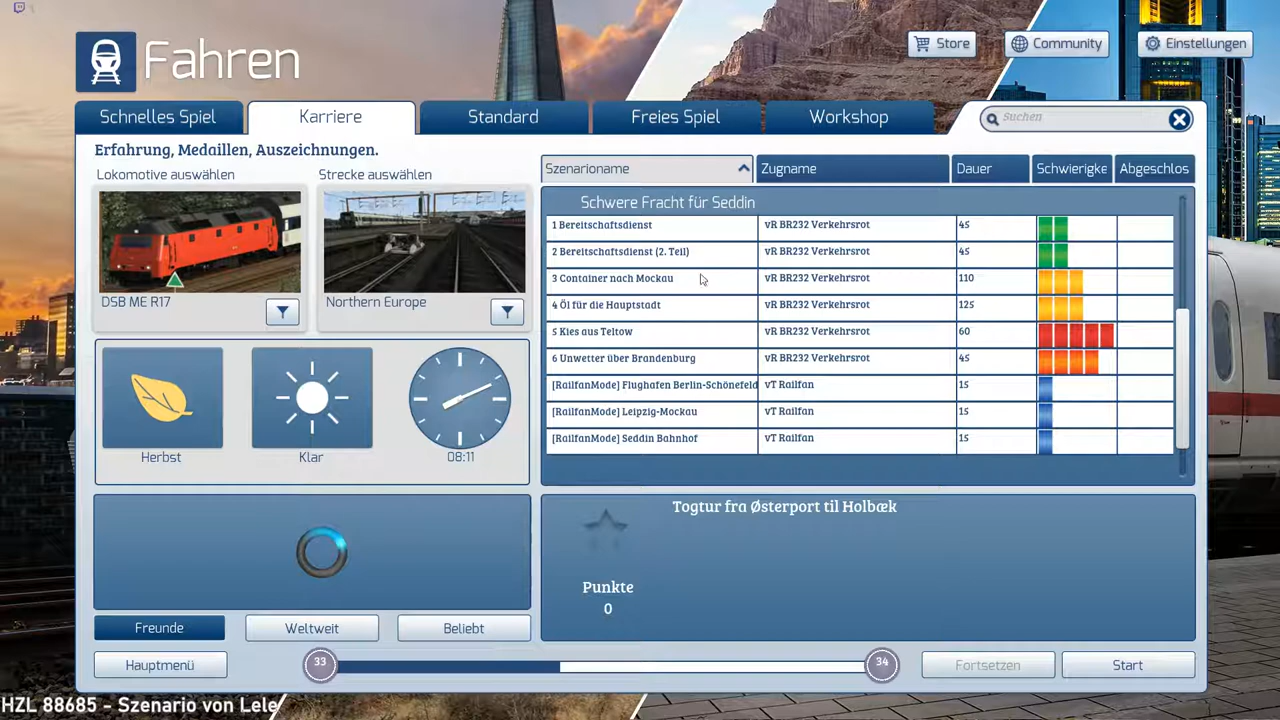 Fahren
Store
Community
Einstellungen
Schnelles Spiel
Karriere
Standard
Freies Spiel
Workshop
Suchen
Erfahrung, Medaillen, Auszeichnungen.
Lokomotive auswählen
Strecke auswählen
DSB ME R17
Northern Europe
Herbst
Klar
08:11
Szenarioname Zugname Dauer Schwierigke Abgeschlos
Schwere Fracht für Seddin
1 Bereitschaftsdienst vR BR232 Verkehrsrot 45
2 Bereitschaftsdienst (2. Teil) vR BR232 Verkehrsrot 45
3 Container nach Mockau vR BR232 Verkehrsrot 110
4 Öl für die Hauptstadt vR BR232 Verkehrsrot 125
5 Kies aus Teltow vR BR232 Verkehrsrot 60
6 Unwetter über Brandenburg vR BR232 Verkehrsrot 45
[RailfanMode] Flughafen Berlin-Schönefeld vT Railfan 15
[RailfanMode] Leipzig-Mockau vT Railfan 15
[RailfanMode] Seddin Bahnhof vT Railfan 15
Togtur fra Østerport til Holbæk
Punkte
0
Freunde
Weltweit
Beliebt
Hauptmenü
33
34
Fortsetzen
Start
HZL 88685 - Szenario von Lele